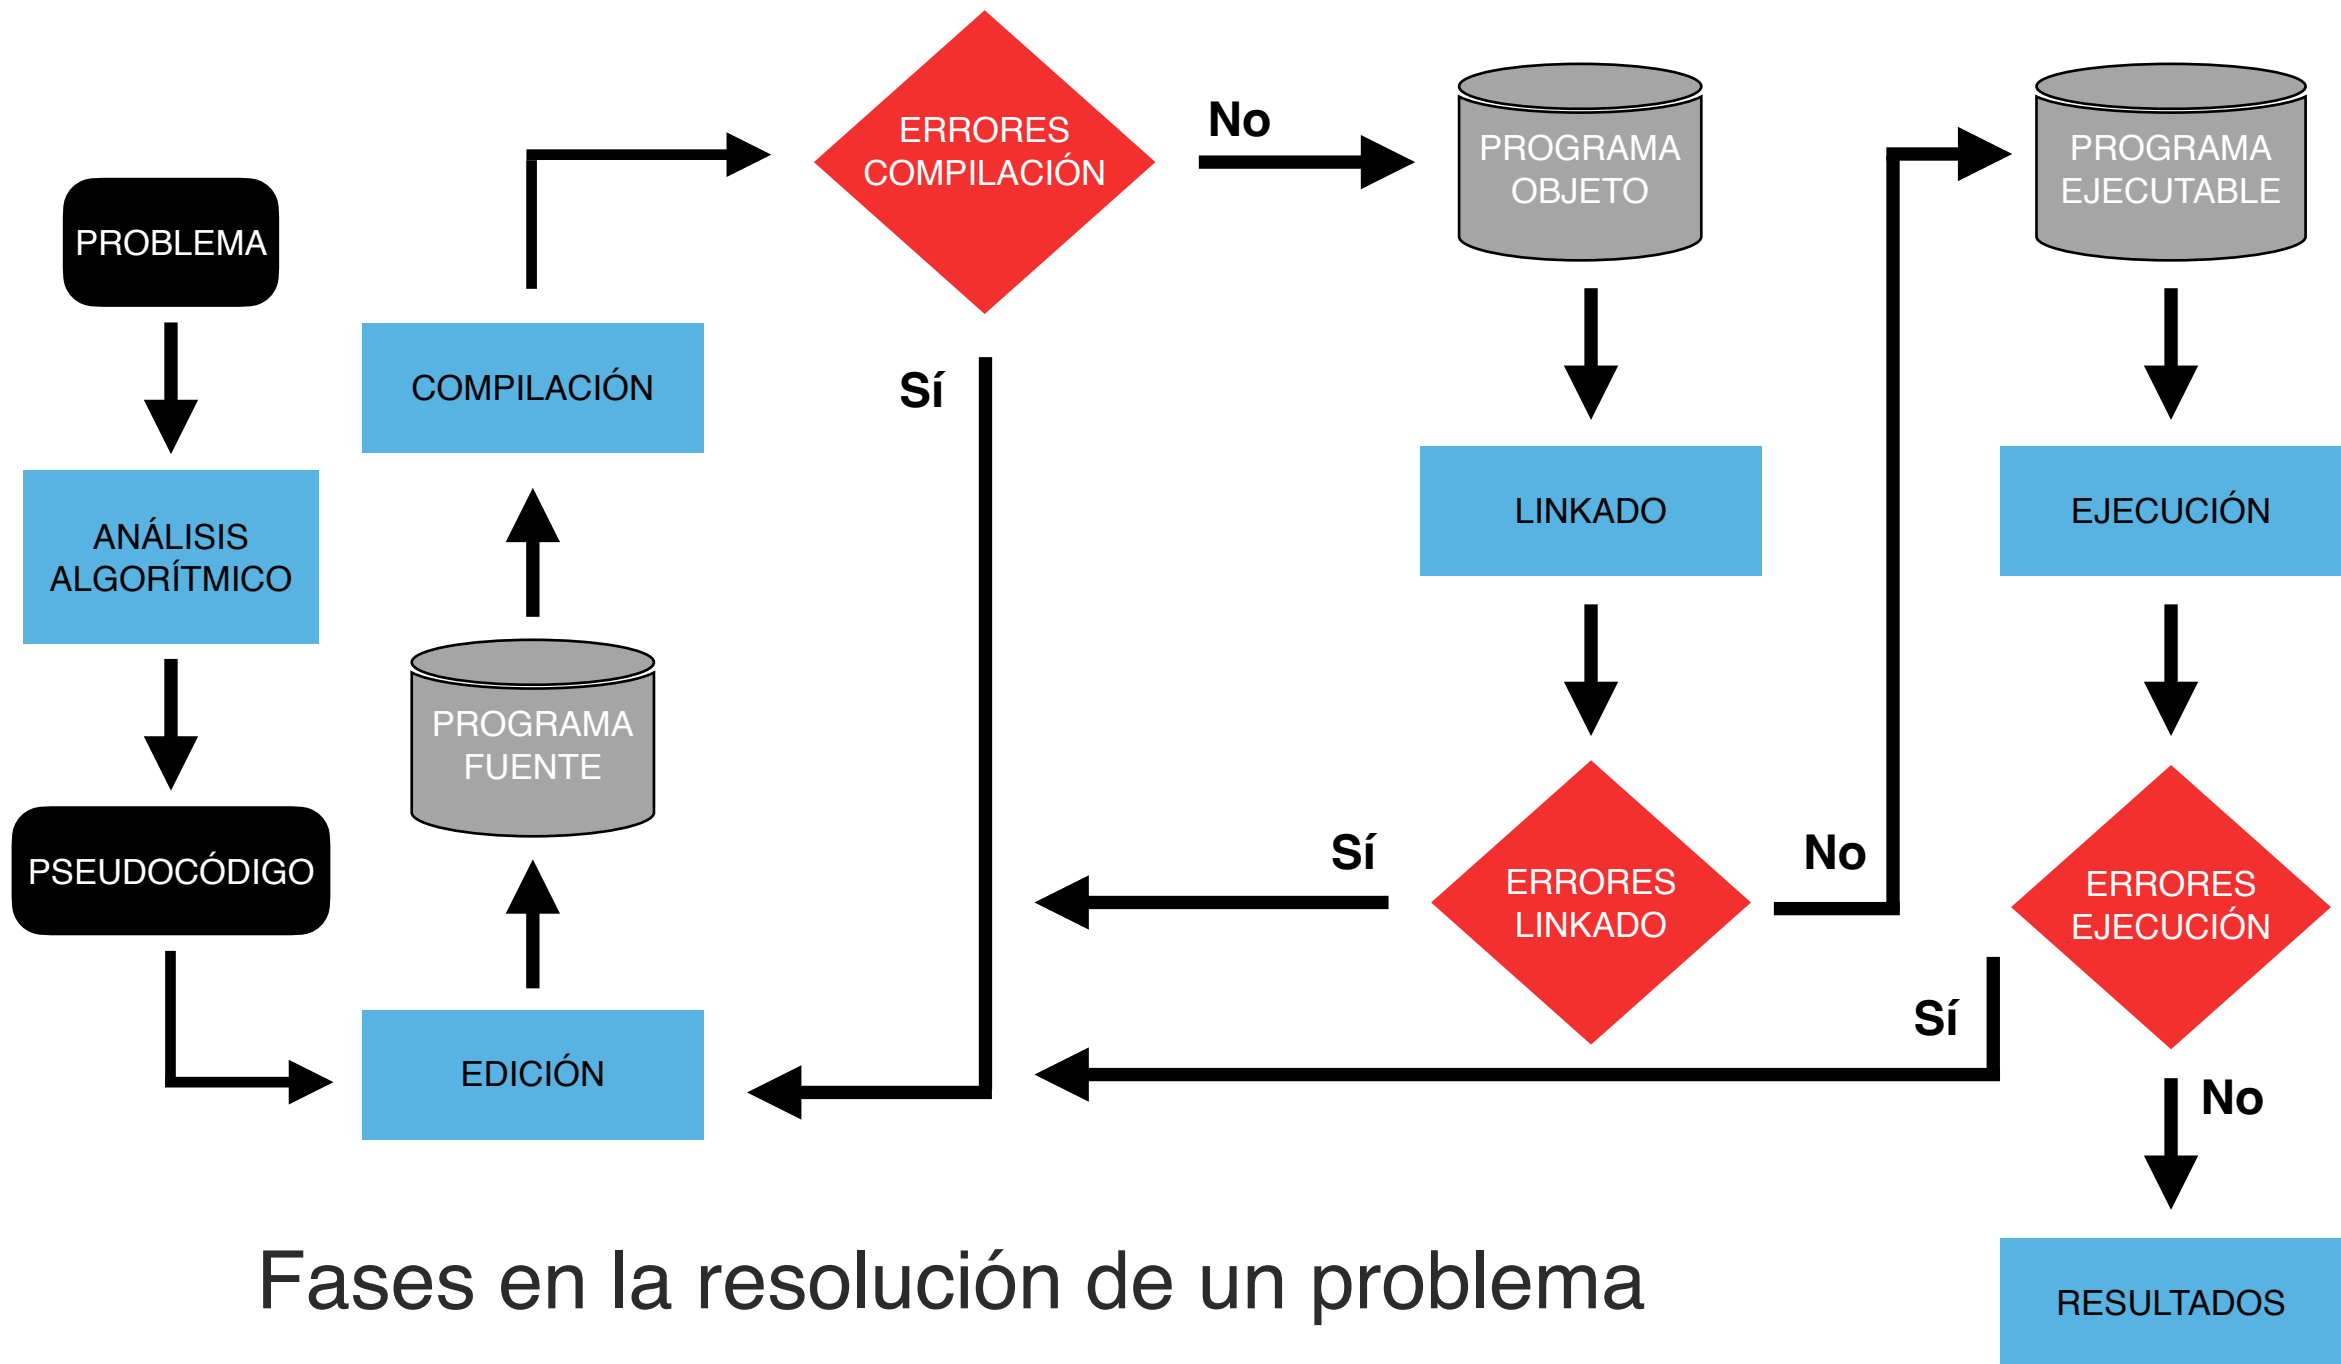 PROBLEMA
ANÁLISIS
ALGORÍTMICO
PSEUDOCÓDIGO
EDICIÓN
PROGRAMA
FUENTE
COMPILACIÓN
ERRORES
COMPILACIÓN
Sí
No
PROGRAMA
OBJETO
LINKADO
ERRORES
LINKADO
Sí
No
PROGRAMA
EJECUTABLE
EJECUCIÓN
ERRORES
EJECUCIÓN
Sí
No
RESULTADOS
Fases en la resolución de un problema